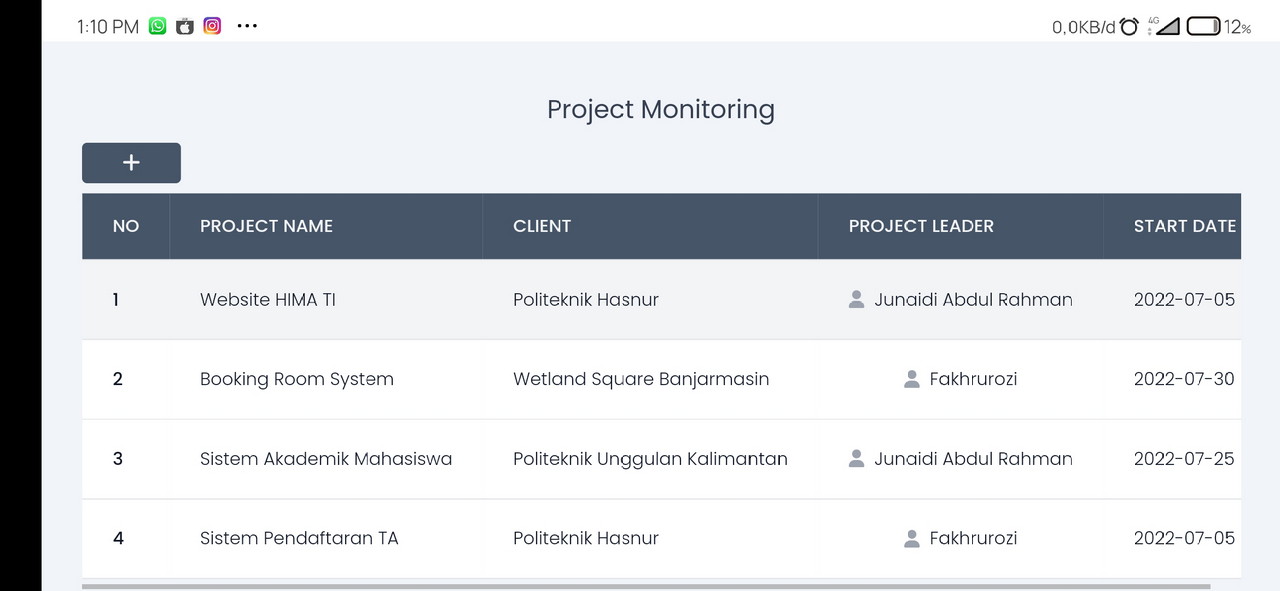 1:10 PM ... 0,0KB/d 4G 12%
Project Monitoring
+
NO PROJECT NAME CLIENT PROJECT LEADER START DATE
1 Website HIMA TI Politeknik Hasnur Junaidi Abdul Rahman 2022-07-05
2 Booking Room System Wetland Square Banjarmasin Fakhrurozi 2022-07-30
3 Sistem Akademik Mahasiswa Politeknik Unggulan Kalimantan Junaidi Abdul Rahman 2022-07-25
4 Sistem Pendaftaran TA Politeknik Hasnur Fakhrurozi 2022-07-05